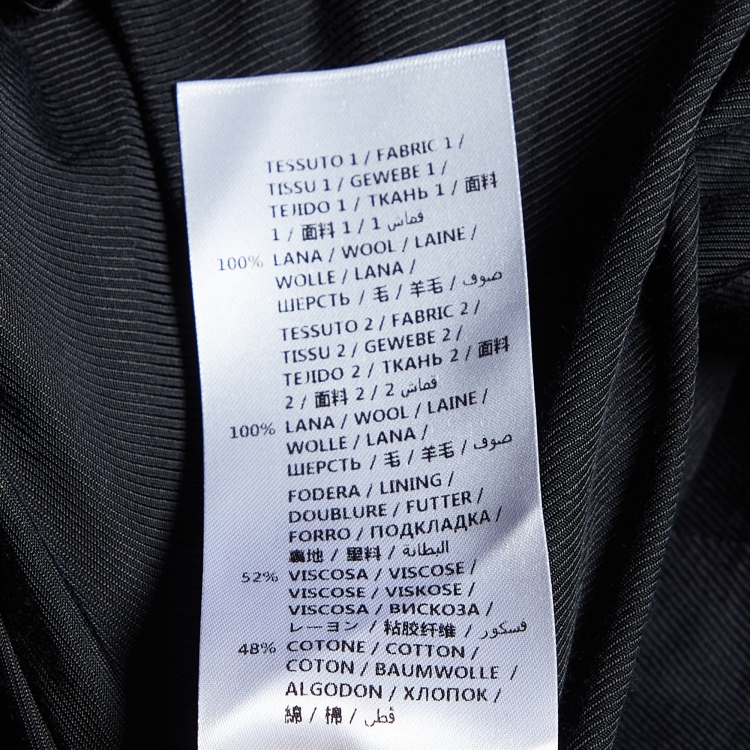 TESSUTO 1 / FABRIC 1 /
TISSU 1 / GEWEBE 1 /
TEJIDO 1 / ТКАНЬ 1 / 面料
1 / 面料 1 / 1 قماش
100% LANA / WOOL / LAINE /
WOLLE / LANA /
ШЕРСТЬ / 毛 / 羊毛 / صوف
TESSUTO 2 / FABRIC 2 /
TISSU 2 / GEWEBE 2 /
TEJIDO 2 / ТКАНЬ 2 / 面料
2 / 面料 2 / 2 قماش
100% LANA / WOOL / LAINE /
WOLLE / LANA /
ШЕРСТЬ / 毛 / 羊毛 / صوف
FODERA / LINING /
DOUBLURE / FUTTER /
FORRO / ПОДКЛАДКА /
裏地 / 里料 / البطانة
52% VISCOSA / VISCOSE /
VISCOSE / VISKOSE /
VISCOSA / ВИСКОЗА /
レーヨン / 粘胶纤维 / فسكور
48% COTONE / COTTON /
COTON / BAUMWOLLE /
ALGODON / ХЛОПОК /
綿 / 棉 / قطن